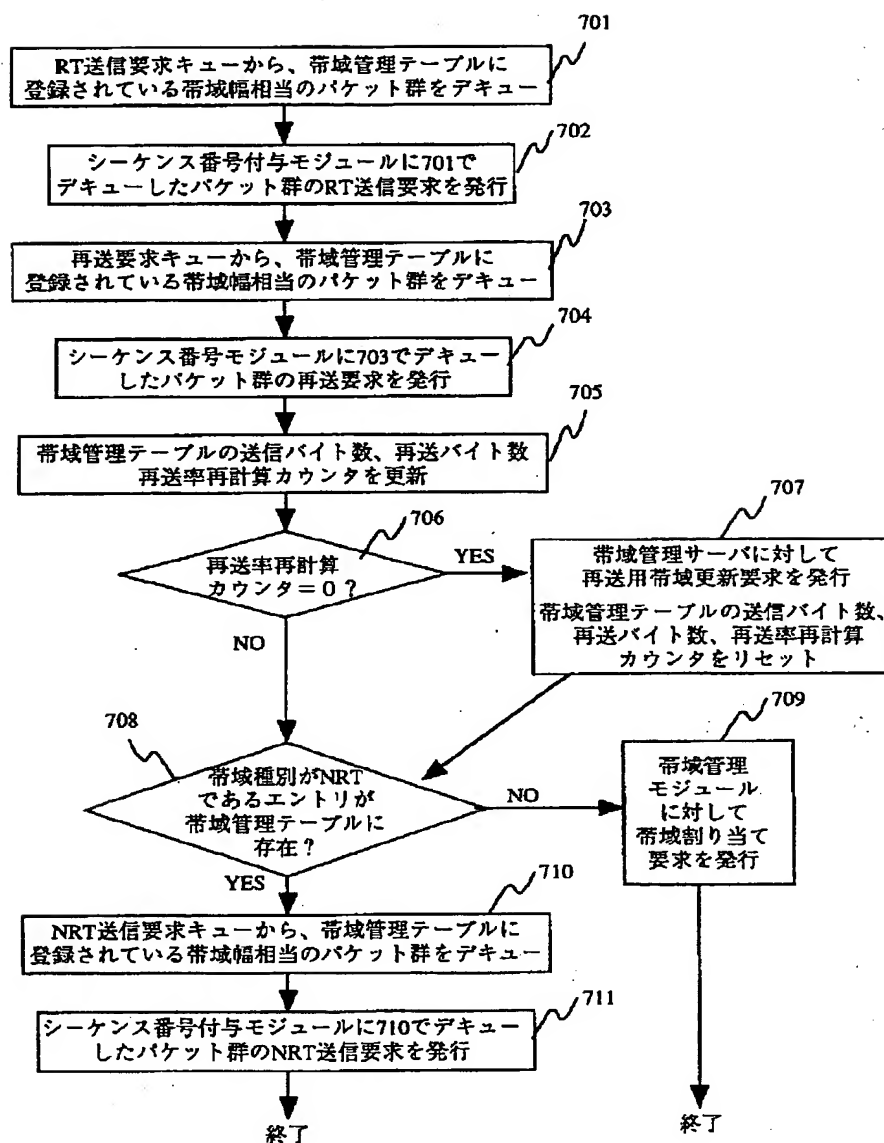 701
RT送信要求キューから、帯域管理テーブルに
登録されている帯域幅相当のパケット群をデキュー
702
シーケンス番号付与モジュールに701で
デキューしたパケット群のRT送信要求を発行
703
再送要求キューから、帯域管理テーブルに
登録されている帯域幅相当のパケット群をデキュー
704
シーケンス番号モジュールに703でデキュー
したパケット群の再送要求を発行
705
帯域管理テーブルの送信バイト数、再送バイト数
再送率再計算カウンタを更新
706
再送率再計算
カウンタ=0?
YES
NO
707
帯域管理サーバに対して
再送用帯域更新要求を発行
帯域管理テーブルの送信バイト数、
再送バイト数、再送率再計算
カウンタをリセット
708
帯域種別がNRT
であるエントリが
帯域管理テーブルに
存在?
NO
YES
709
帯域管理
モジュール
に対して
帯域割り当て
要求を発行
710
NRT送信要求キューから、帯域管理テーブルに
登録されている帯域幅相当のパケット群をデキュー
711
シーケンス番号付与モジュールに710でデキュー
したパケット群のNRT送信要求を発行
終了
終了